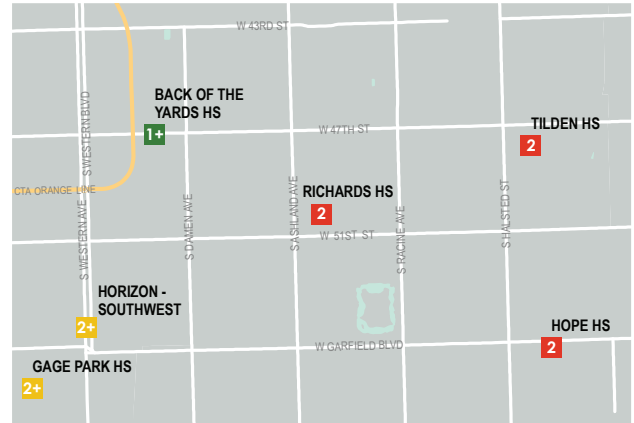 W 43RD ST
S WESTERN BLVD
BACK OF THE
YARDS HS
1+
W 47TH ST
TILDEN HS
2
CTA ORANGE LINE
RICHARDS HS
2
S ASHLAND AVE
S HALSTED ST
S WESTERN AVE
S DAMEN AVE
S RACINE AVE
W 51ST ST
HORIZON -
SOUTHWEST
2+
HOPE HS
2
W GARFIELD BLVD
GAGE PARK HS
2+